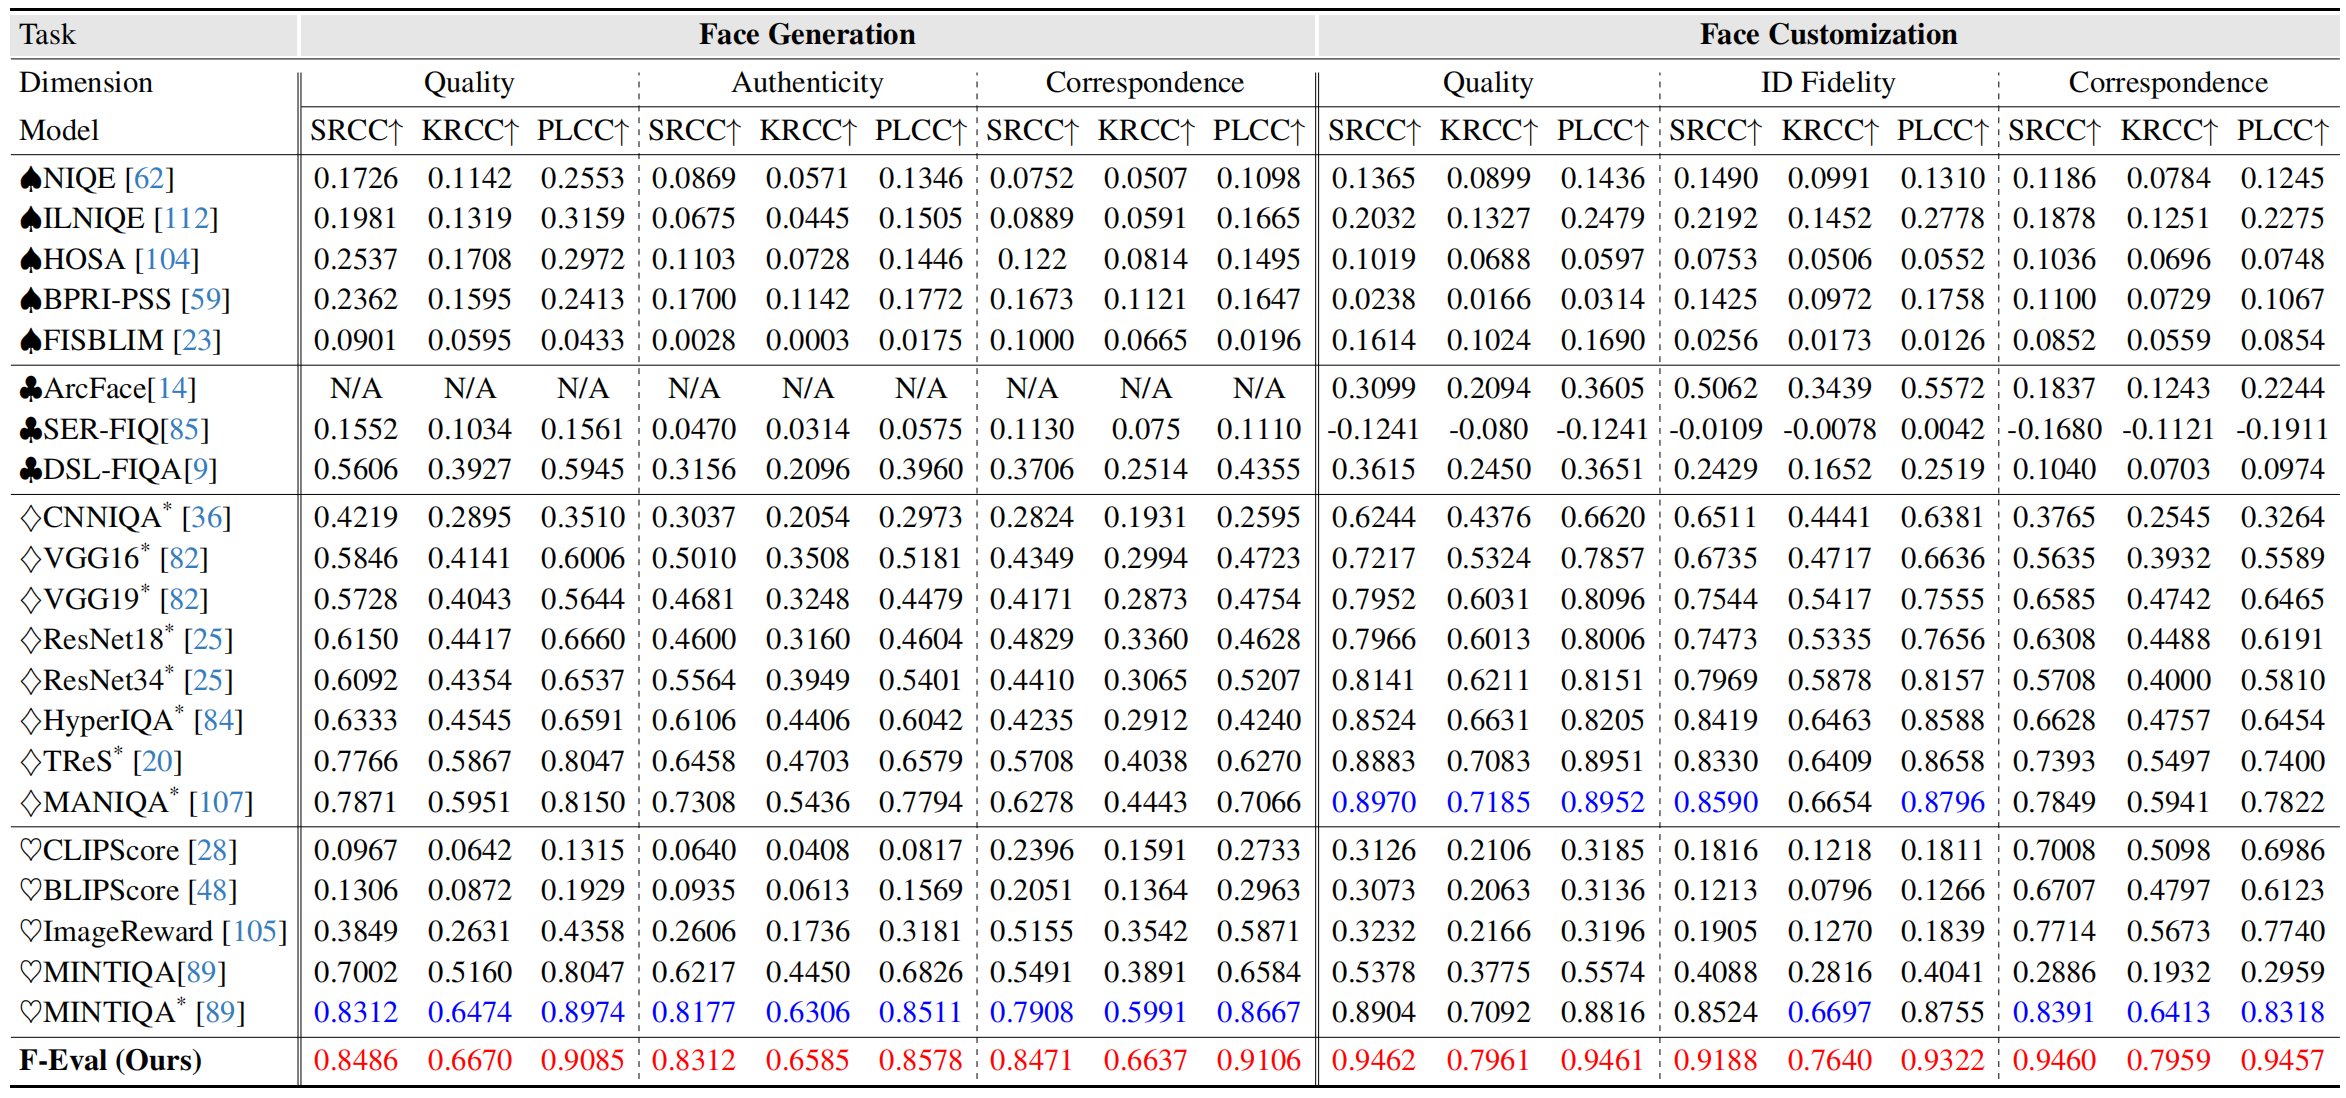 Task Face Generation Face Customization
Dimension Quality Authenticity Correspondence Quality ID Fidelity Correspondence
Model SRCC↑ KRCC↑ PLCC↑ SRCC↑ KRCC↑ PLCC↑ SRCC↑ KRCC↑ PLCC↑ SRCC↑ KRCC↑ PLCC↑ SRCC↑ KRCC↑ PLCC↑ SRCC↑ KRCC↑ PLCC↑
♠NIQE [62] 0.1726 0.1142 0.2553 0.0869 0.0571 0.1346 0.0752 0.0507 0.1098 0.1365 0.0899 0.1436 0.1490 0.0991 0.1310 0.1186 0.0784 0.1245
♠ILNIQE [112] 0.1981 0.1319 0.3159 0.0675 0.0445 0.1505 0.0889 0.0591 0.1665 0.2032 0.1327 0.2479 0.2192 0.1452 0.2778 0.1878 0.1251 0.2275
♠HOSA [104] 0.2537 0.1708 0.2972 0.1103 0.0728 0.1446 0.122 0.0814 0.1495 0.1019 0.0688 0.0597 0.0753 0.0506 0.0552 0.1036 0.0696 0.0748
♠BPRI-PSS [59] 0.2362 0.1595 0.2413 0.1700 0.1142 0.1772 0.1673 0.1121 0.1647 0.0238 0.0166 0.0314 0.1425 0.0972 0.1758 0.1100 0.0729 0.1067
♠FISBLIM [23] 0.0901 0.0595 0.0433 0.0028 0.0003 0.0175 0.1000 0.0665 0.0196 0.1614 0.1024 0.1690 0.0256 0.0173 0.0126 0.0852 0.0559 0.0854
♣ArcFace[14] N/A N/A N/A N/A N/A N/A N/A N/A N/A 0.3099 0.2094 0.3605 0.5062 0.3439 0.5572 0.1837 0.1243 0.2244
♣SER-FIQ[85] 0.1552 0.1034 0.1561 0.0470 0.0314 0.0575 0.1130 0.075 0.1110 -0.1241 -0.080 -0.1241 -0.0109 -0.0078 0.0042 -0.1680 -0.1121 -0.1911
♣DSL-FIQA[9] 0.5606 0.3927 0.5945 0.3156 0.2096 0.3960 0.3706 0.2514 0.4355 0.3615 0.2450 0.3651 0.2429 0.1652 0.2519 0.1040 0.0703 0.0974
♢CNNIQA* [36] 0.4219 0.2895 0.3510 0.3037 0.2054 0.2973 0.2824 0.1931 0.2595 0.6244 0.4376 0.6620 0.6511 0.4441 0.6381 0.3765 0.2545 0.3264
♢VGG16* [82] 0.5846 0.4141 0.6006 0.5010 0.3508 0.5181 0.4349 0.2994 0.4723 0.7217 0.5324 0.7857 0.6735 0.4717 0.6636 0.5635 0.3932 0.5589
♢VGG19* [82] 0.5728 0.4043 0.5644 0.4681 0.3248 0.4479 0.4171 0.2873 0.4754 0.7952 0.6031 0.8096 0.7544 0.5417 0.7555 0.6585 0.4742 0.6465
♢ResNet18* [25] 0.6150 0.4417 0.6660 0.4600 0.3160 0.4604 0.4829 0.3360 0.4628 0.7966 0.6013 0.8006 0.7473 0.5335 0.7656 0.6308 0.4488 0.6191
♢ResNet34* [25] 0.6092 0.4354 0.6537 0.5564 0.3949 0.5401 0.4410 0.3065 0.5207 0.8141 0.6211 0.8151 0.7969 0.5878 0.8157 0.5708 0.4000 0.5810
♢HyperIQA* [84] 0.6333 0.4545 0.6591 0.6106 0.4406 0.6042 0.4235 0.2912 0.4240 0.8524 0.6631 0.8205 0.8419 0.6463 0.8588 0.6628 0.4757 0.6454
♢TReS* [20] 0.7766 0.5867 0.8047 0.6458 0.4703 0.6579 0.5708 0.4038 0.6270 0.8883 0.7083 0.8951 0.8330 0.6409 0.8658 0.7393 0.5497 0.7400
♢MANIQA* [107] 0.7871 0.5951 0.8150 0.7308 0.5436 0.7794 0.6278 0.4443 0.7066 0.8970 0.7185 0.8952 0.8590 0.6654 0.8796 0.7849 0.5941 0.7822
♡CLIPScore [28] 0.0967 0.0642 0.1315 0.0640 0.0408 0.0817 0.2396 0.1591 0.2733 0.3126 0.2106 0.3185 0.1816 0.1218 0.1811 0.7008 0.5098 0.6986
♡BLIPScore [48] 0.1306 0.0872 0.1929 0.0935 0.0613 0.1569 0.2051 0.1364 0.2963 0.3073 0.2063 0.3136 0.1213 0.0796 0.1266 0.6707 0.4797 0.6123
♡ImageReward [105] 0.3849 0.2631 0.4358 0.2606 0.1736 0.3181 0.5155 0.3542 0.5871 0.3232 0.2166 0.3196 0.1905 0.1270 0.1839 0.7714 0.5673 0.7740
♡MINTIQA[89] 0.7002 0.5160 0.8047 0.6217 0.4450 0.6826 0.5491 0.3891 0.6584 0.5378 0.3775 0.5574 0.4088 0.2816 0.4041 0.2886 0.1932 0.2959
♡MINTIQA* [89] 0.8312 0.6474 0.8974 0.8177 0.6306 0.8511 0.7908 0.5991 0.8667 0.8904 0.7092 0.8816 0.8524 0.6697 0.8755 0.8391 0.6413 0.8318
F-Eval (Ours) 0.8486 0.6670 0.9085 0.8312 0.6585 0.8578 0.8471 0.6637 0.9106 0.9462 0.7961 0.9461 0.9188 0.7640 0.9322 0.9460 0.7959 0.9457